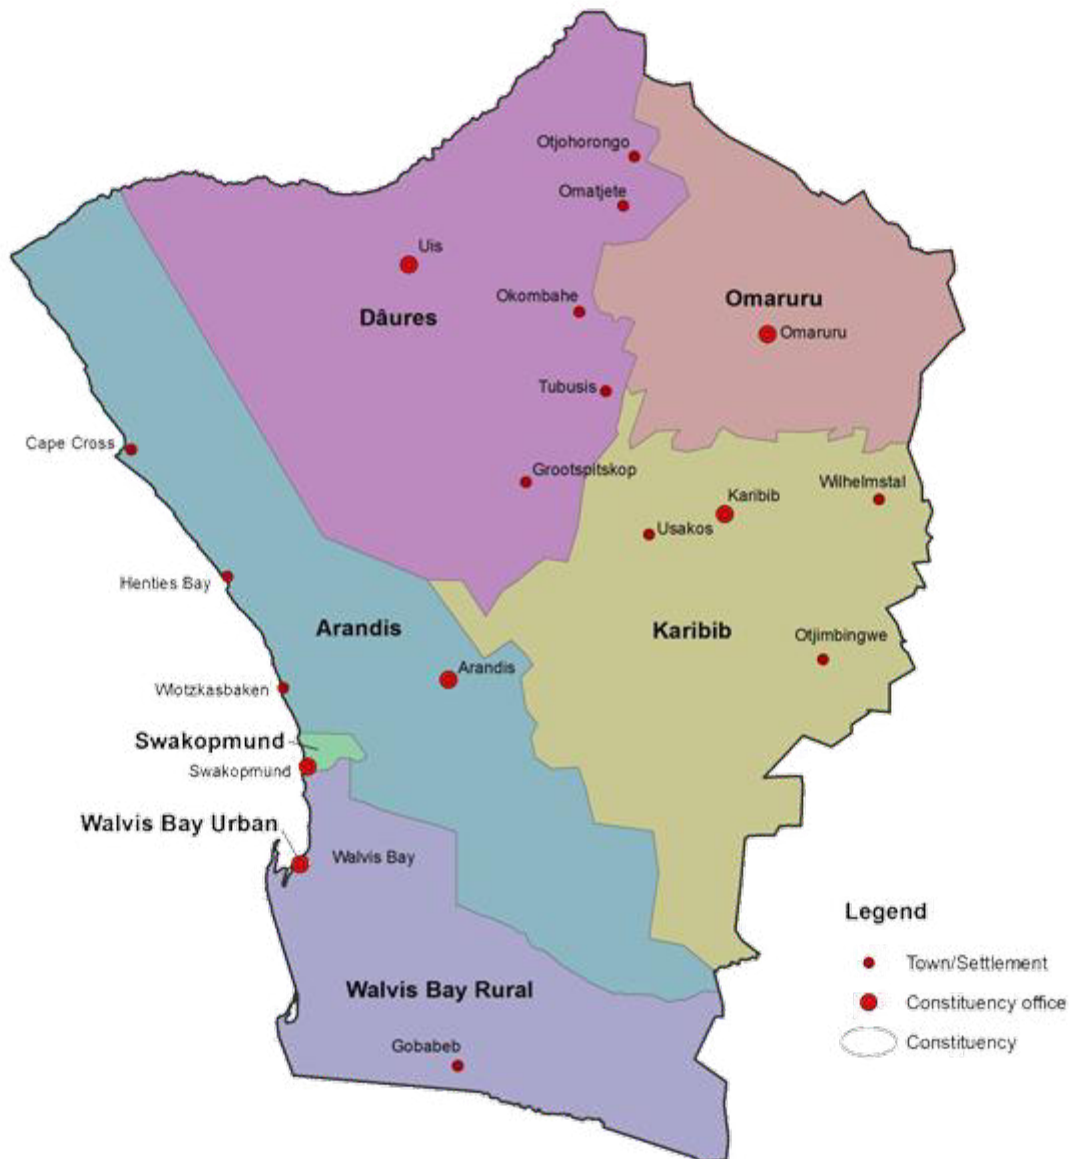 Otjohorongo
Omatjete
Uis
Okombahe
Dâures
Omaruru
Omaruru
Tubusis
Cape Cross
Grootspitskop
Wilhelmstal
Karibib
Usakos
Henties Bay
Arandis
Karibib
Otjimbingwe
Arandis
Wlotzkasbaken
Swakopmund
Swakopmund
Walvis Bay Urban
Walvis Bay
Legend
Town/Settlement
Walvis Bay Rural
Constituency office
Gobabeb
Constituency